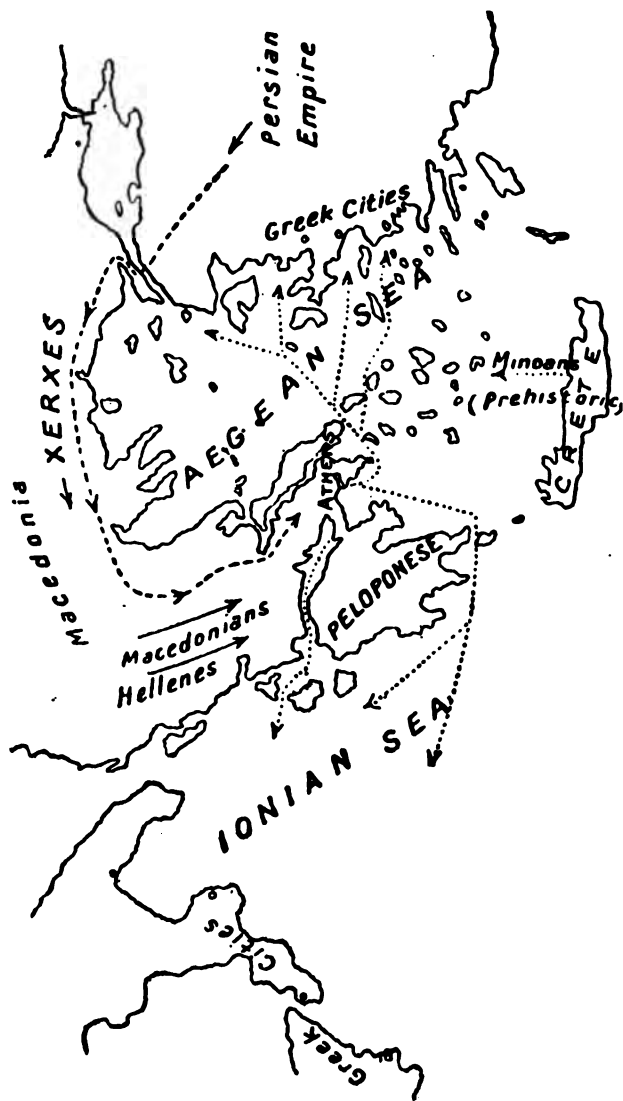 Persian
Empire
Greek Cities
AEGEAN SEA
XERXES
Macedonia
Minoans
(Prehistoric,
CRETE
ATHENS
PELOPONESE
Macedonians
Hellenes
IONIAN SEA
Greek
Cities